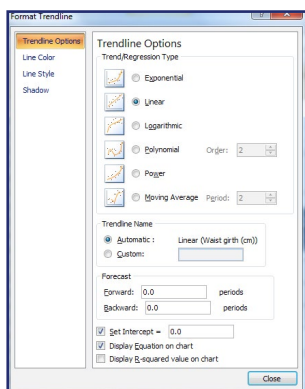 Format Trendline
Trendline Options
Line Color
Line Style
Shadow
Trendline Options
Trend/Regression Type
Exponential
Linear
Logarithmic
Polynomial Order: 2
Power
Moving Average Period: 2
Trendline Name
Automatic : Linear (Waist girth (cm))
Custom:
Forecast
Forward: 0.0 periods
Backward: 0.0 periods
Set Intercept = 0.0
Display Equation on chart
Display R-squared value on chart
Close